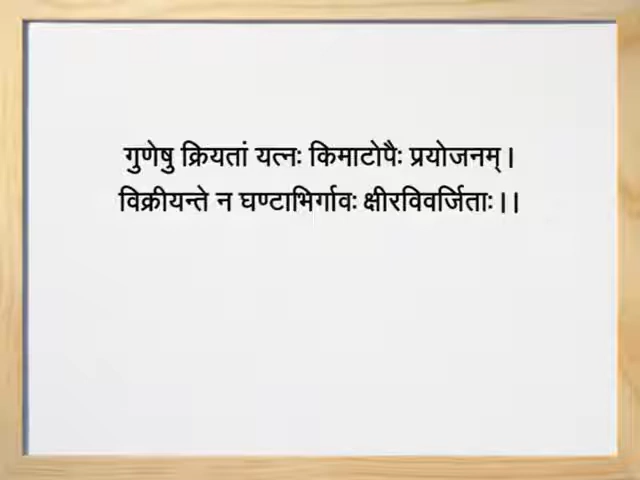 गुणेषु क्रियतां यत्नः किमाटोपैः प्रयोजनम् ।
विक्रीयन्ते न घण्टाभिर्गावः क्षीरविवर्जिताः । ।